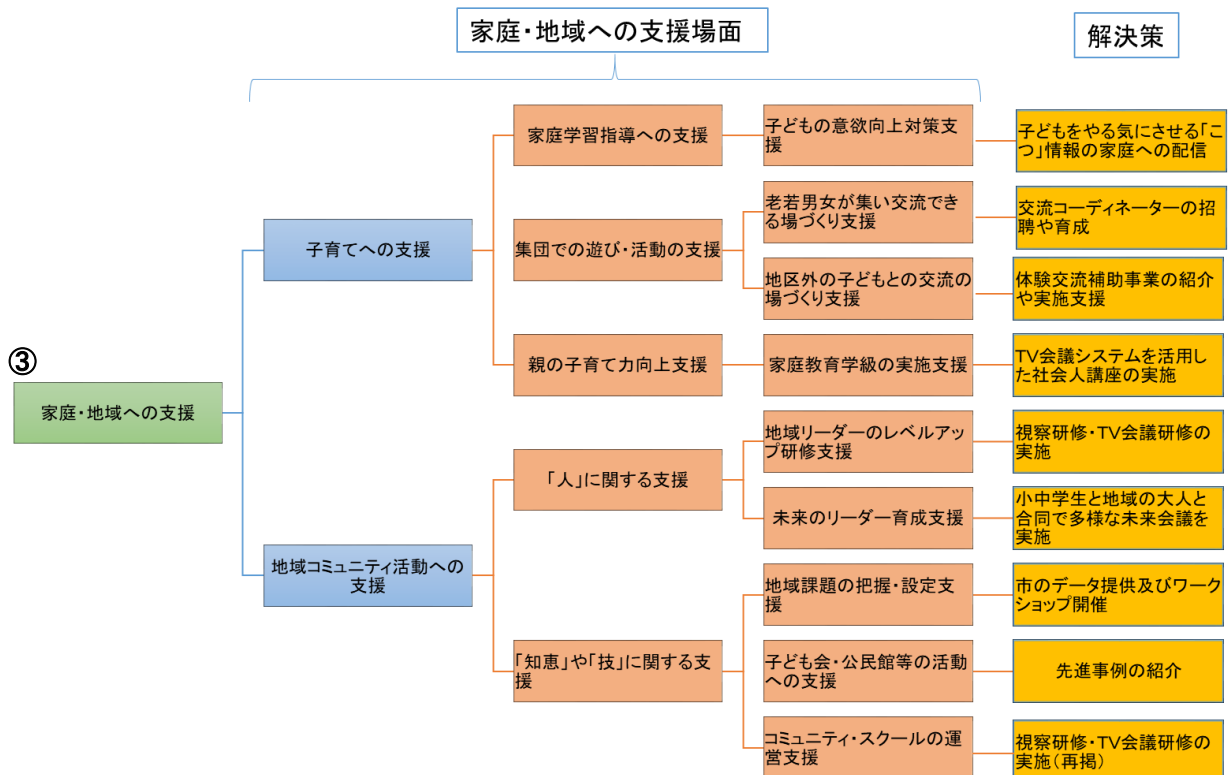 家庭・地域への支援場面
解決策
家庭学習指導への支援
子どもの意欲向上対策支
援
子どもをやる気にさせる「こ
つ」情報の家庭への配信
子育てへの支援
集団での遊び・活動の支援
老若男女が集い交流でき
る場づくり支援
交流コーディネーターの招
聘や育成
地区外の子どもとの交流の
場づくり支援
体験交流補助事業の紹介
や実施支援
親の子育て力向上支援
家庭教育学級の実施支援
TV会議システムを活用し
た社会人講座の実施
③
家庭・地域への支援
地域コミュニティ活動への
支援
「人」に関する支援
地域リーダーのレベルアッ
プ研修支援
視察研修・TV会議研修の
実施
未来のリーダー育成支援
小中学生と地域の大人と
合同で多様な未来会議を
実施
「知恵」や「技」に関する支
援
地域課題の把握・設定支
援
市のデータ提供及びワーク
ショップ開催
子ども会・公民館等の活動
への支援
先進事例の紹介
コミュニティ・スクールの運
営支援
視察研修・TV会議研修の
実施(再掲)